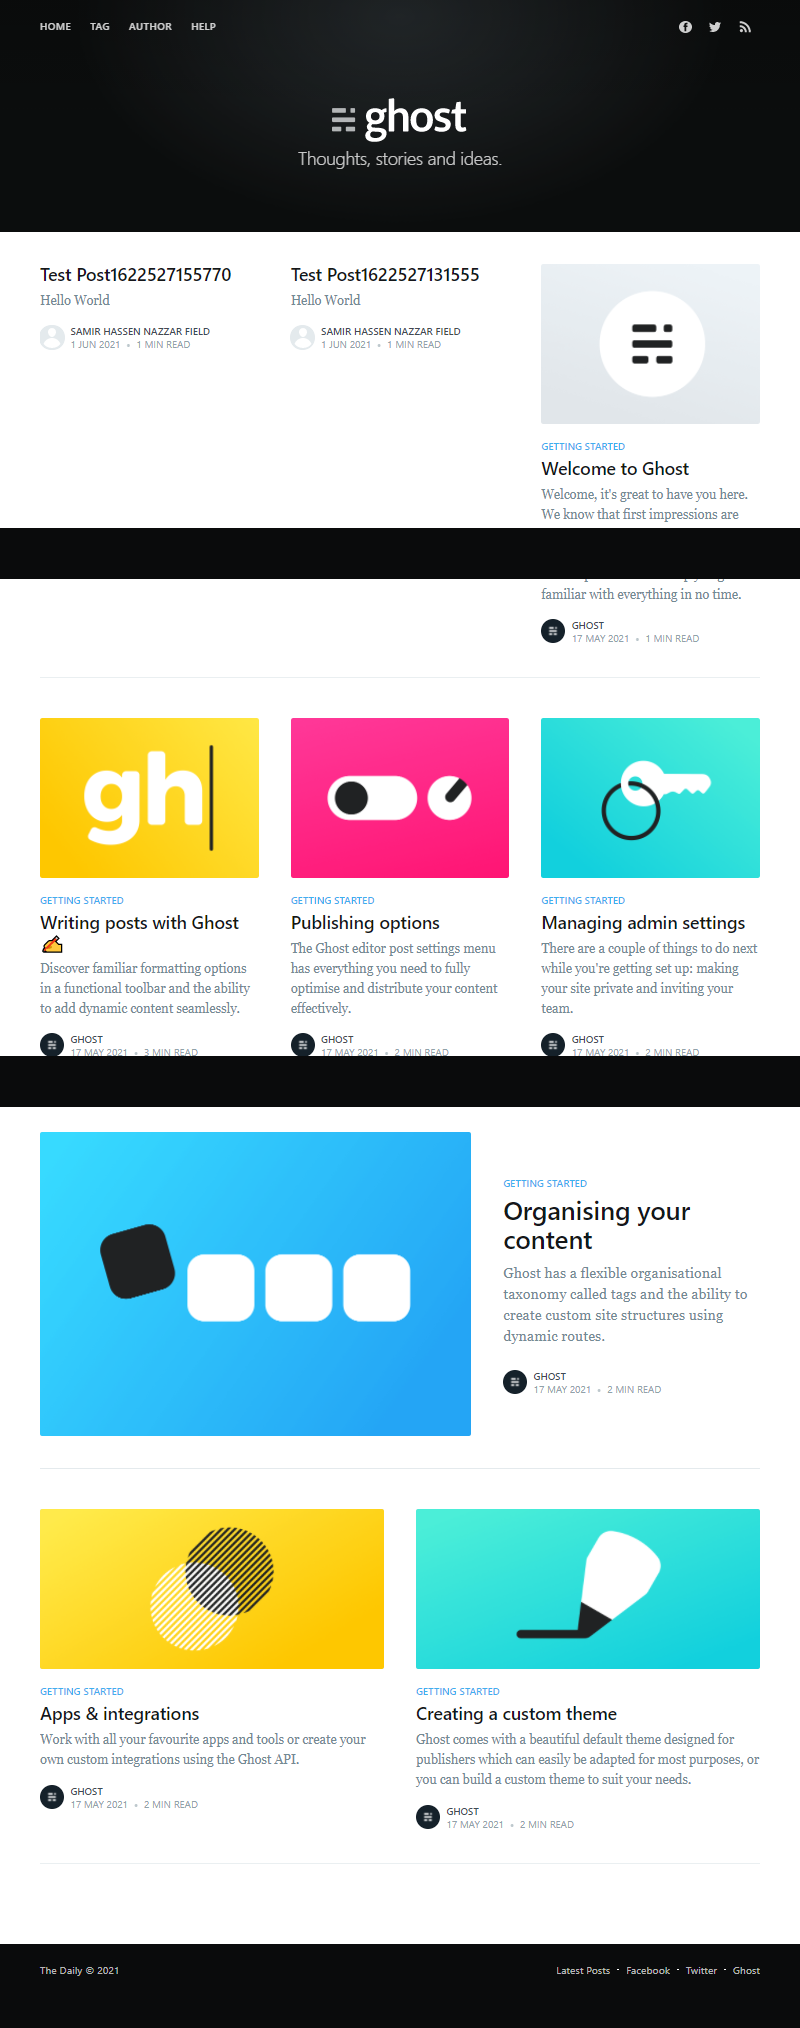 HOME TAG AUTHOR HELP
ghost
Thoughts, stories and ideas.
Test Post1622527155770
Hello World
SAMIR HASSEN NAZZAR FIELD
1 JUN 2021 • 1 MIN READ
Test Post1622527131555
Hello World
SAMIR HASSEN NAZZAR FIELD
1 JUN 2021 • 1 MIN READ
GETTING STARTED
Welcome to Ghost
Welcome, it's great to have you here.
We know that first impressions are
familiar with everything in no time.
GHOST
17 MAY 2021 • 1 MIN READ
gh
GETTING STARTED
Writing posts with Ghost
✍️
Discover familiar formatting options
in a functional toolbar and the ability
to add dynamic content seamlessly.
GHOST
17 MAY 2021 • 3 MIN READ
GETTING STARTED
Publishing options
The Ghost editor post settings menu
has everything you need to fully
optimise and distribute your content
effectively.
GHOST
17 MAY 2021 • 2 MIN READ
GETTING STARTED
Managing admin settings
There are a couple of things to do next
while you're getting set up: making
your site private and inviting your
team.
GHOST
17 MAY 2021 • 2 MIN READ
GETTING STARTED
Organising your
content
Ghost has a flexible organisational
taxonomy called tags and the ability to
create custom site structures using
dynamic routes.
GHOST
17 MAY 2021 • 2 MIN READ
GETTING STARTED
Apps & integrations
Work with all your favourite apps and tools or create your
own custom integrations using the Ghost API.
GHOST
17 MAY 2021 • 2 MIN READ
GETTING STARTED
Creating a custom theme
Ghost comes with a beautiful default theme designed for
publishers which can easily be adapted for most purposes, or
you can build a custom theme to suit your needs.
GHOST
17 MAY 2021 • 2 MIN READ
The Daily © 2021
Latest Posts · Facebook · Twitter · Ghost